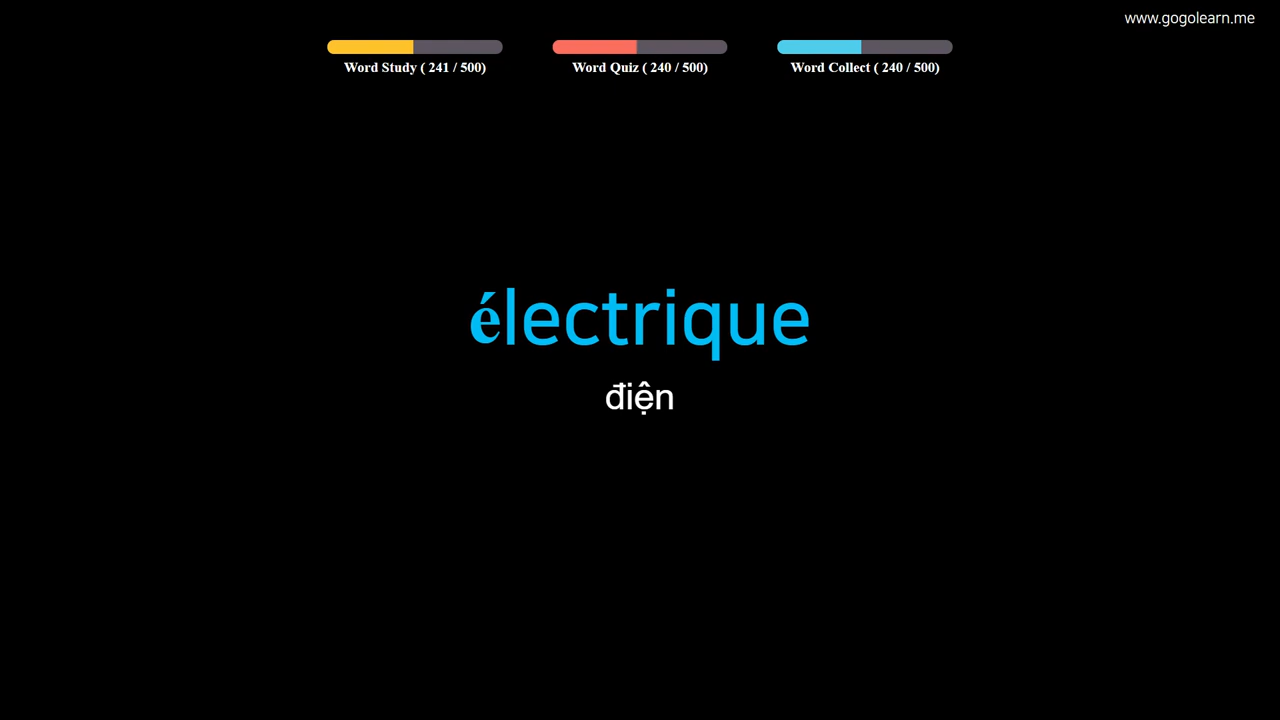 www.gogolearn.me
Word Study ( 241 / 500)
Word Quiz ( 240 / 500)
Word Collect ( 240 / 500)
électrique
điện